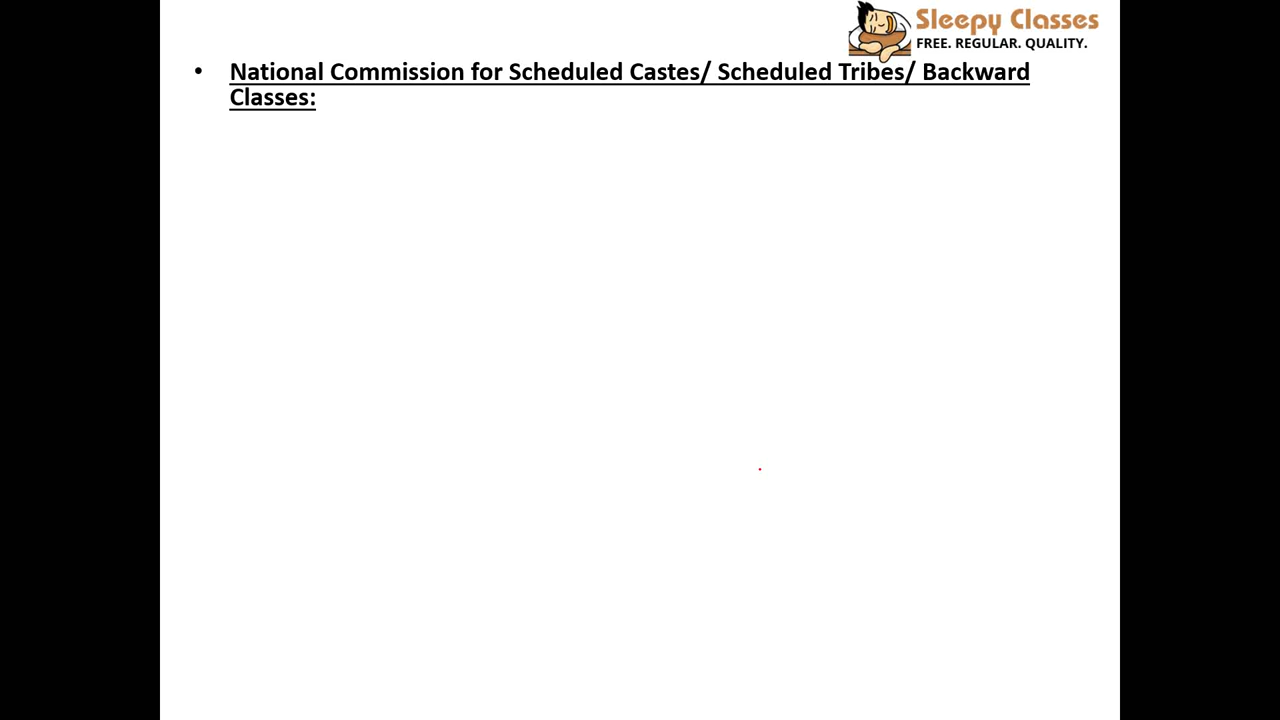 Sleepy Classes
FREE. REGULAR. QUALITY.
• National Commission for Scheduled Castes/ Scheduled Tribes/ Backward
Classes: